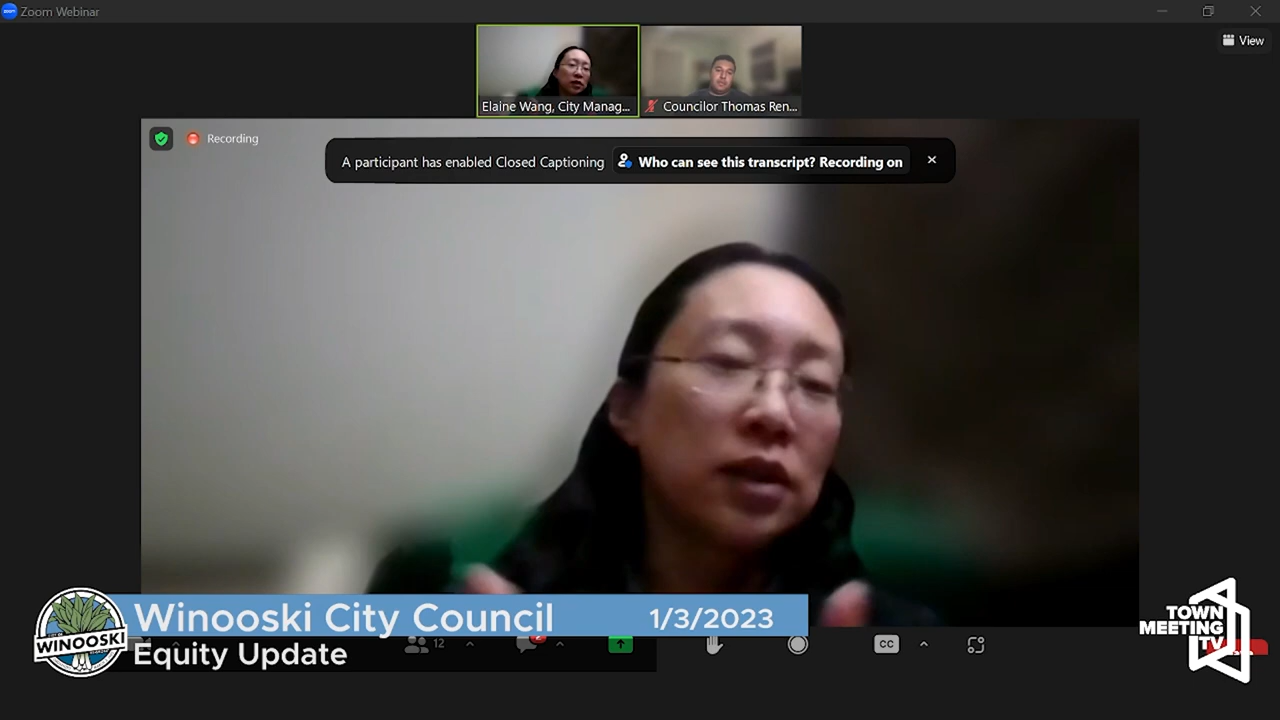 zoom
Zoom Webinar
View
Elaine Wang, City Manag...
Councilor Thomas Ren...
Recording
A participant has enabled Closed Captioning
Who can see this transcript? Recording on
Winooski City Council
1/3/2023
WINOOSKI
Equity Update
12
CC
TOWN
MEETING
TV